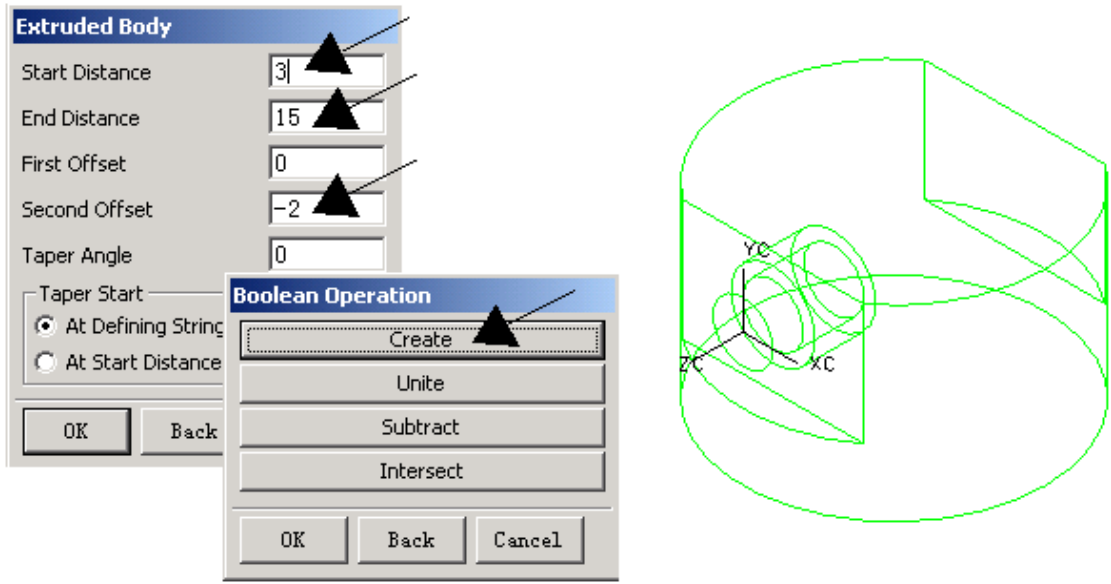 Extruded Body
Start Distance 3
End Distance 15
First Offset 0
Second Offset -2
Taper Angle 0
Taper Start
At Defining String
At Start Distance
OK Back
Boolean Operation
Create
Unite
Subtract
Intersect
OK Back Cancel
YC
ZC XC